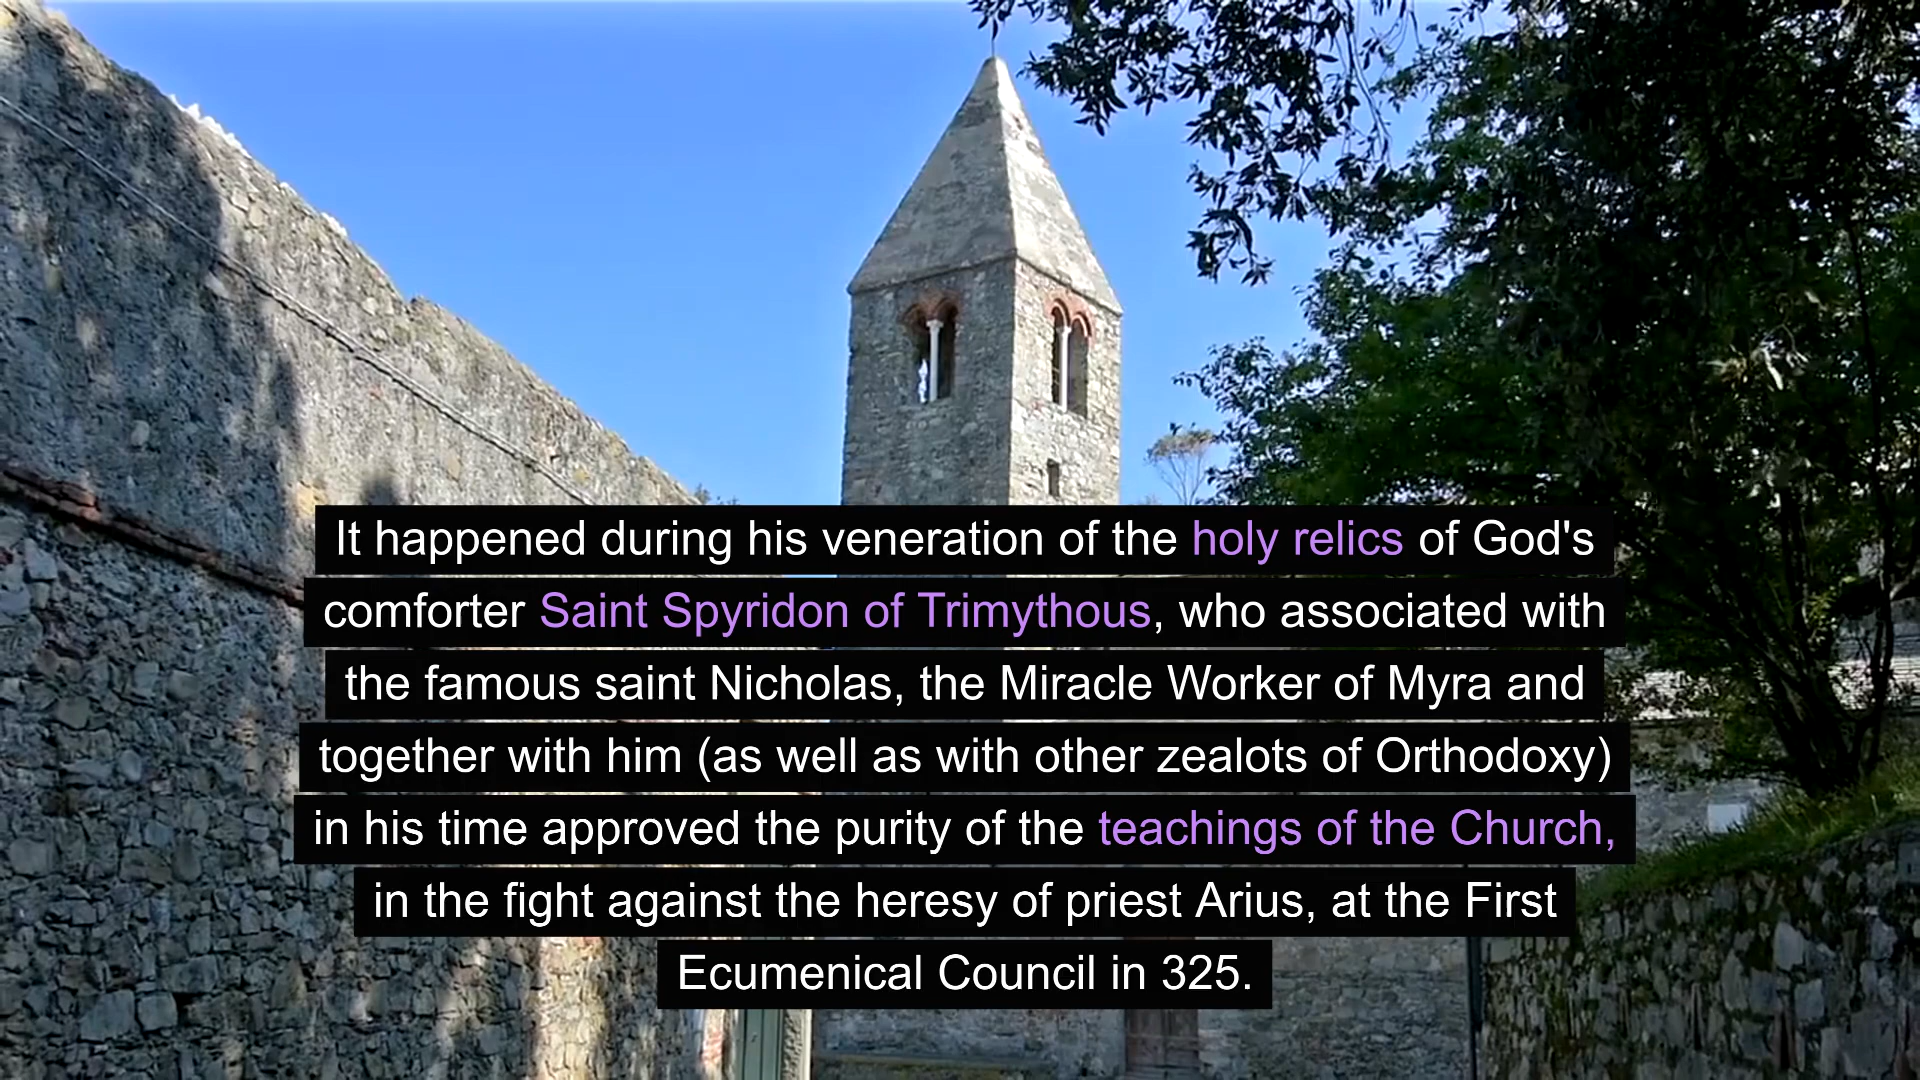 It happened during his veneration of the holy relics of God's
comforter Saint Spyridon of Trimythous, who associated with
the famous saint Nicholas, the Miracle Worker of Myra and
together with him (as well as with other zealots of Orthodoxy)
in his time approved the purity of the teachings of the Church,
in the fight against the heresy of priest Arius, at the First
Ecumenical Council in 325.